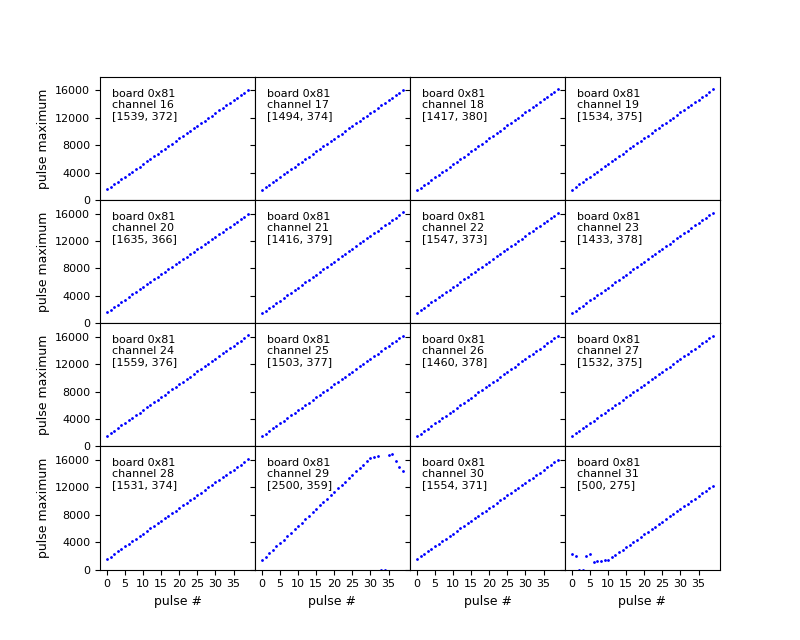 pulse maximum
16000
12000
8000
4000
0
board 0x81
channel 16
[1539, 372]
board 0x81
channel 17
[1494, 374]
board 0x81
channel 18
[1417, 380]
board 0x81
channel 19
[1534, 375]
pulse maximum
16000
12000
8000
4000
0
board 0x81
channel 20
[1635, 366]
board 0x81
channel 21
[1416, 379]
board 0x81
channel 22
[1547, 373]
board 0x81
channel 23
[1433, 378]
pulse maximum
16000
12000
8000
4000
0
board 0x81
channel 24
[1559, 376]
board 0x81
channel 25
[1503, 377]
board 0x81
channel 26
[1460, 378]
board 0x81
channel 27
[1532, 375]
pulse maximum
16000
12000
8000
4000
0
board 0x81
channel 28
[1531, 374]
board 0x81
channel 29
[2500, 359]
board 0x81
channel 30
[1554, 371]
board 0x81
channel 31
[500, 275]
0 5 10 15 20 25 30 35
0 5 10 15 20 25 30 35
0 5 10 15 20 25 30 35
0 5 10 15 20 25 30 35
pulse #
pulse #
pulse #
pulse #